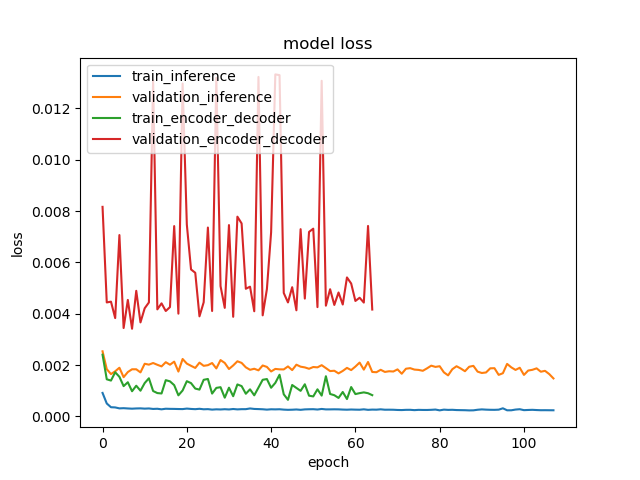 model loss
train_inference
validation_inference
train_encoder_decoder
validation_encoder_decoder
0.012
0.010
0.008
0.006
0.004
0.002
0.000
loss
0 20 40 60 80 100
epoch